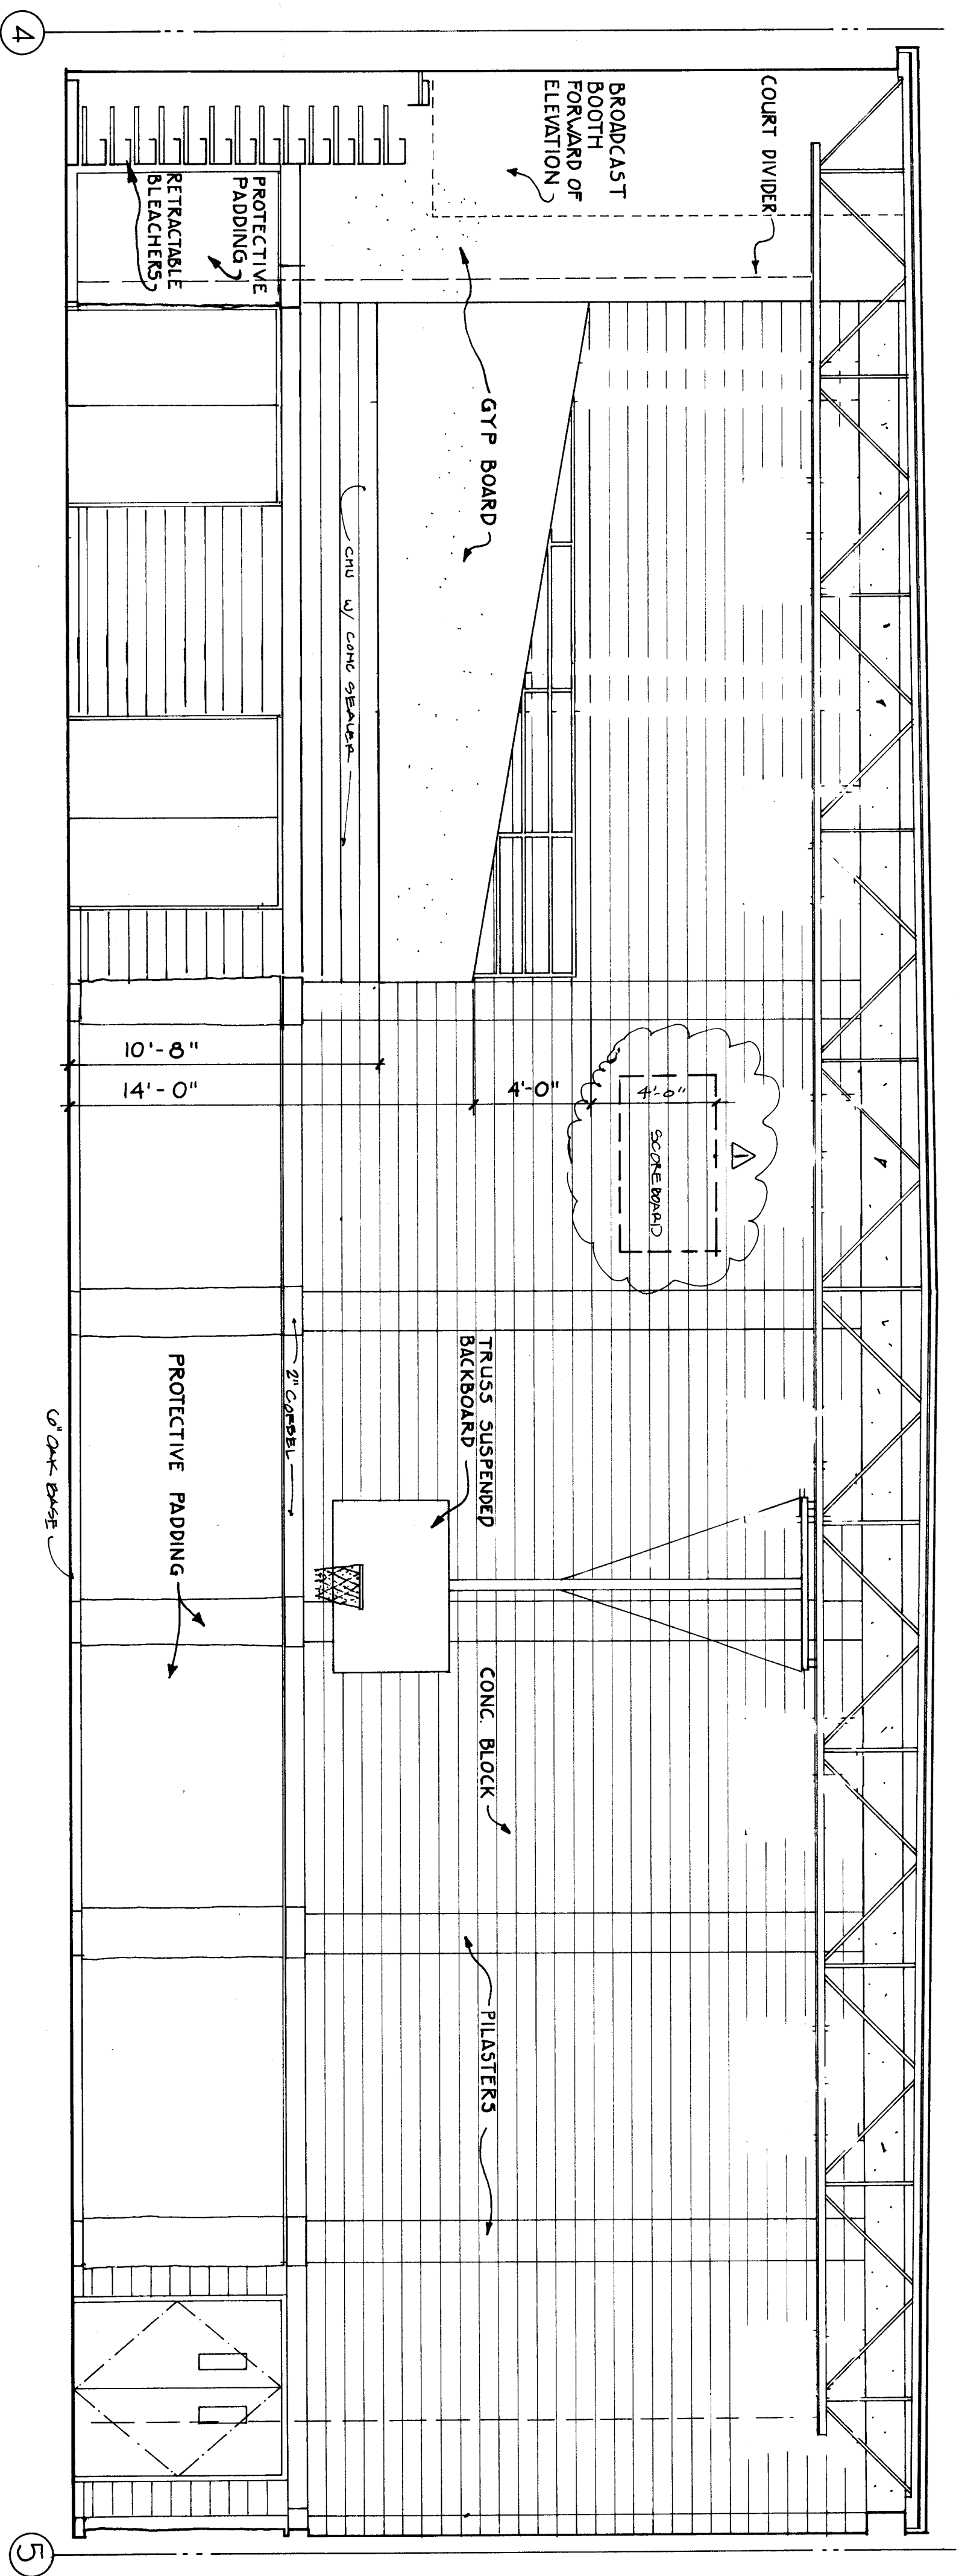 4
COURT DIVIDER
BROADCAST
BOOTH
FORWARD OF
ELEVATION
PROTECTIVE
PADDING
RETRACTABLE
BLEACHERS
GYP BOARD
CMU W/ CONC SEALER
10'-8"
14'-0"
4'-0"
4'-0"
SCOREBOARD
1
TRUSS SUSPENDED
BACKBOARD
2" CORBEL
PROTECTIVE PADDING
6" OAK BASE
CONC. BLOCK
PILASTERS
5